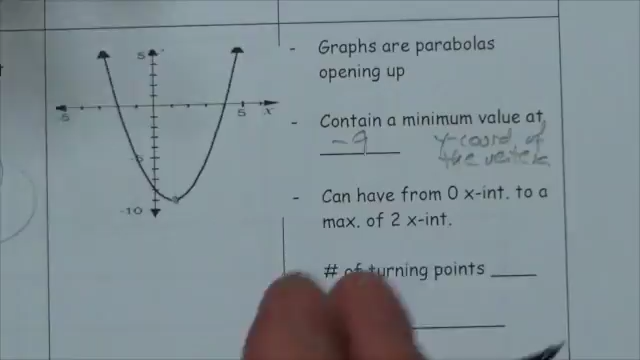 5
-5
5
x
-5
-10
- Graphs are parabolas
opening up
- Contain a minimum value at
-9 y-coord of
the vertex
- Can have from 0 x-int. to a
max. of 2 x-int.
# of turning points